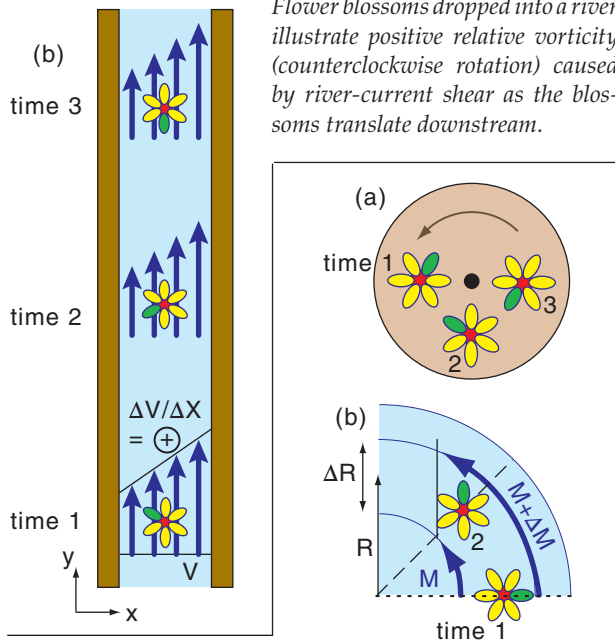 Flower blossoms dropped into a river
illustrate positive relative vorticity
(counterclockwise rotation) caused
by river-current shear as the blos-
soms translate downstream.
(b)
time 3
time 2
ΔV/ΔX
= +
time 1
V
y
x
(a)
time 1
2
3
(b)
ΔR
R
M
M+ΔM
2
time 1